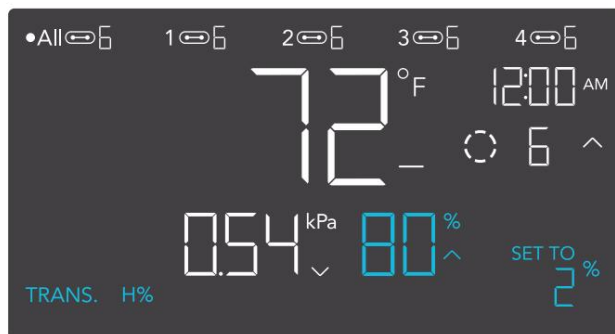 •All 6 1 6 2 6 3 6 4 6
72 °F 12:00 AM
6
0.54 kPa 80 % SET TO
2 %
TRANS. H%